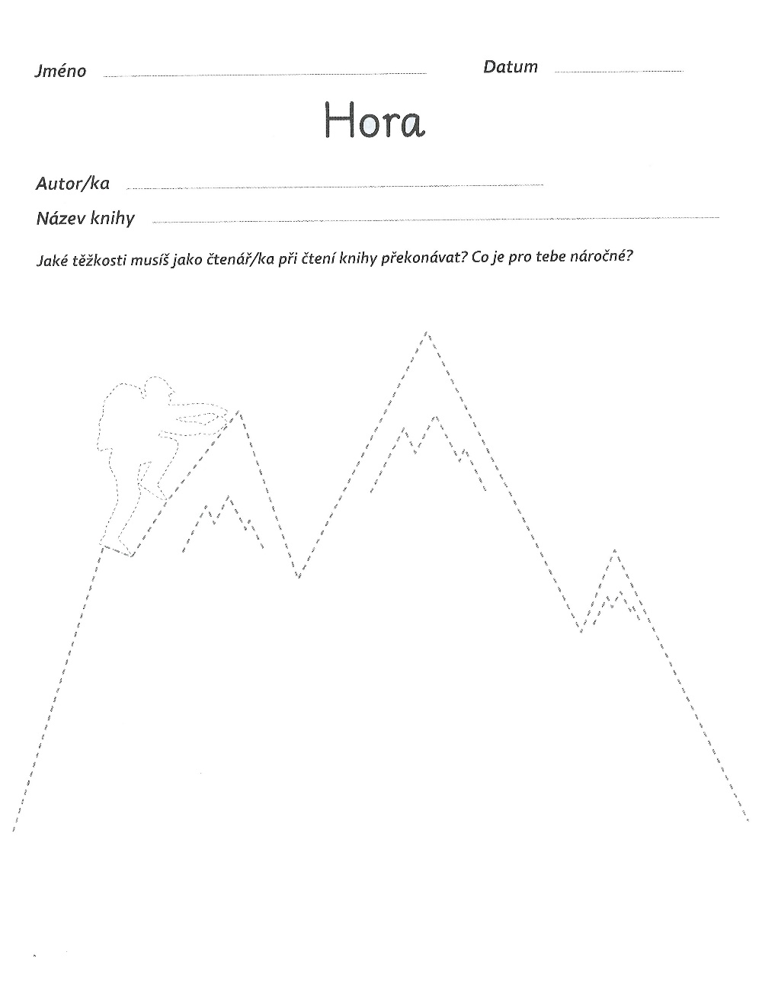 Jméno Datum
Hora
Autor/ka
Název knihy
Jaké těžkosti musíš jako čtenář/ka při čtení knihy překonávat? Co je pro tebe náročné?